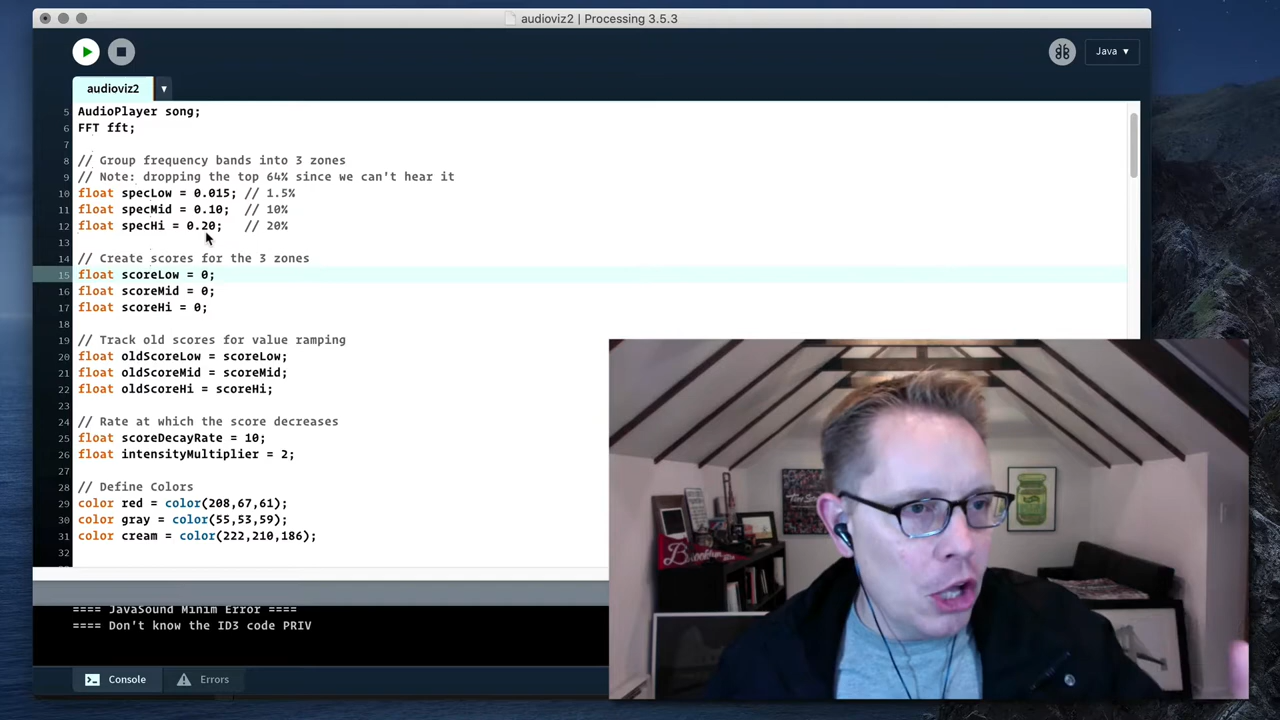 audioviz2 | Processing 3.5.3
Java ▾
audioviz2 ▾
5 AudioPlayer song;
6 FFT fft;
7
8 // Group frequency bands into 3 zones
9 // Note: dropping the top 64% since we can't hear it
10 float specLow = 0.015; // 1.5%
11 float specMid = 0.10; // 10%
12 float specHi = 0.20; // 20%
13
14 // Create scores for the 3 zones
15 float scoreLow = 0;
16 float scoreMid = 0;
17 float scoreHi = 0;
18
19 // Track old scores for value ramping
20 float oldScoreLow = scoreLow;
21 float oldScoreMid = scoreMid;
22 float oldScoreHi = scoreHi;
23
24 // Rate at which the score decreases
25 float scoreDecayRate = 10;
26 float intensityMultiplier = 2;
27
28 // Define Colors
29 color red = color(208,67,61);
30 color gray = color(55,53,59);
31 color cream = color(222,210,186);
32
==== JavaSound Minim Error ====
==== Don't know the ID3 code PRIV
Console
Errors
Brooklyn